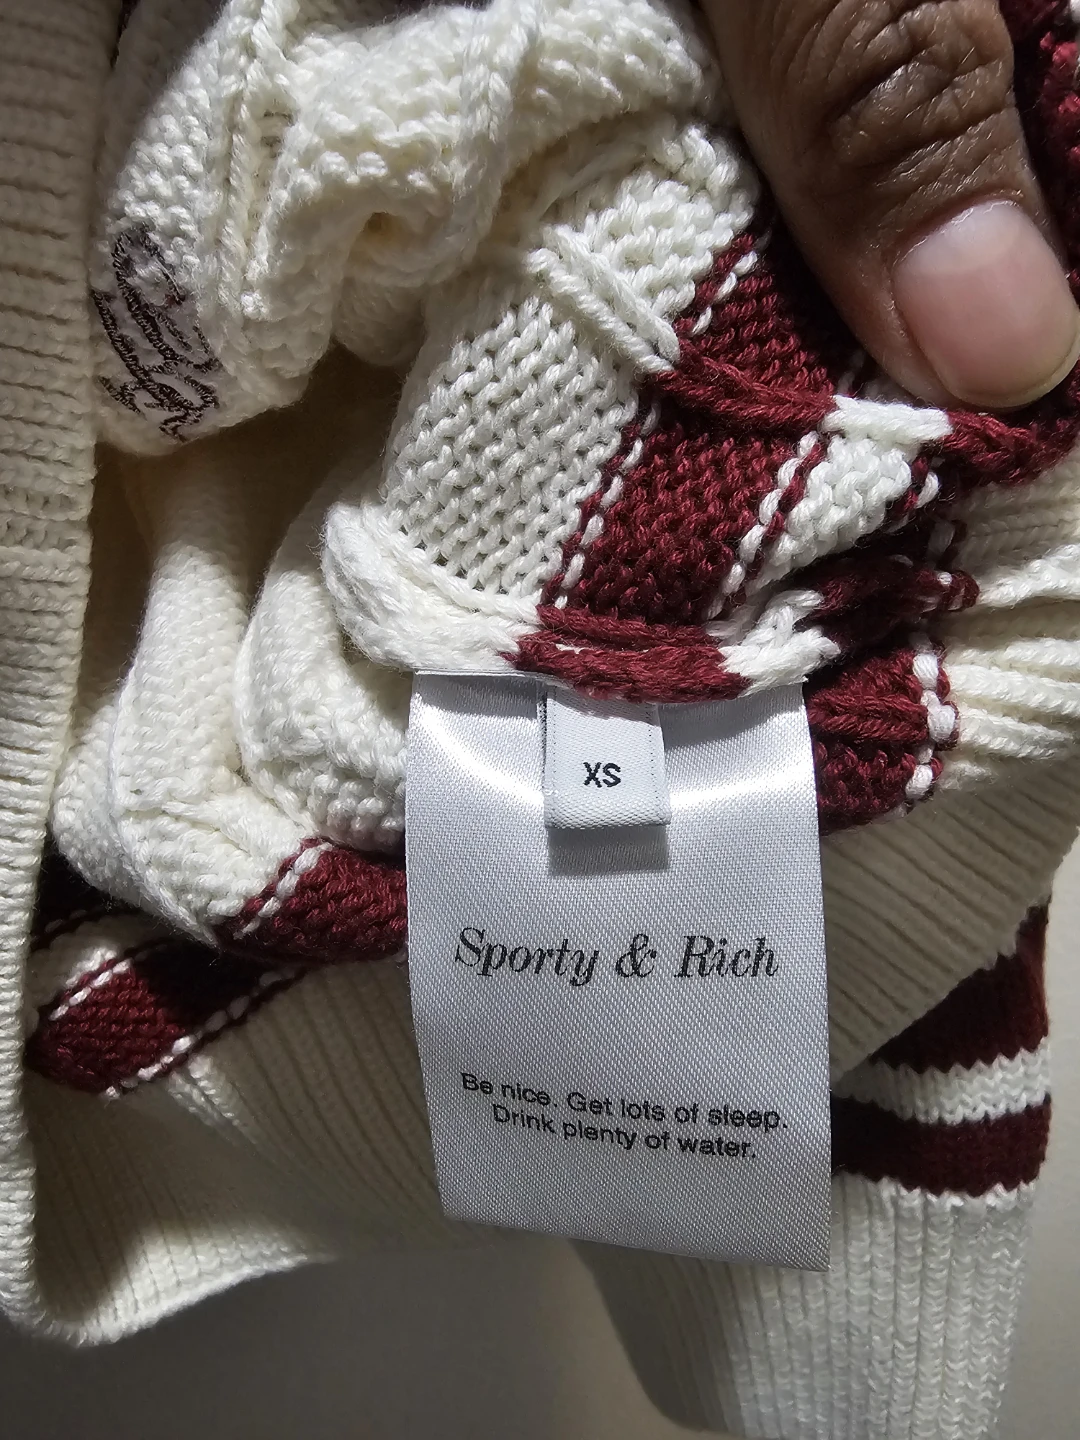 XS
Sporty & Rich
Be nice. Get lots of sleep.
Drink plenty of water.